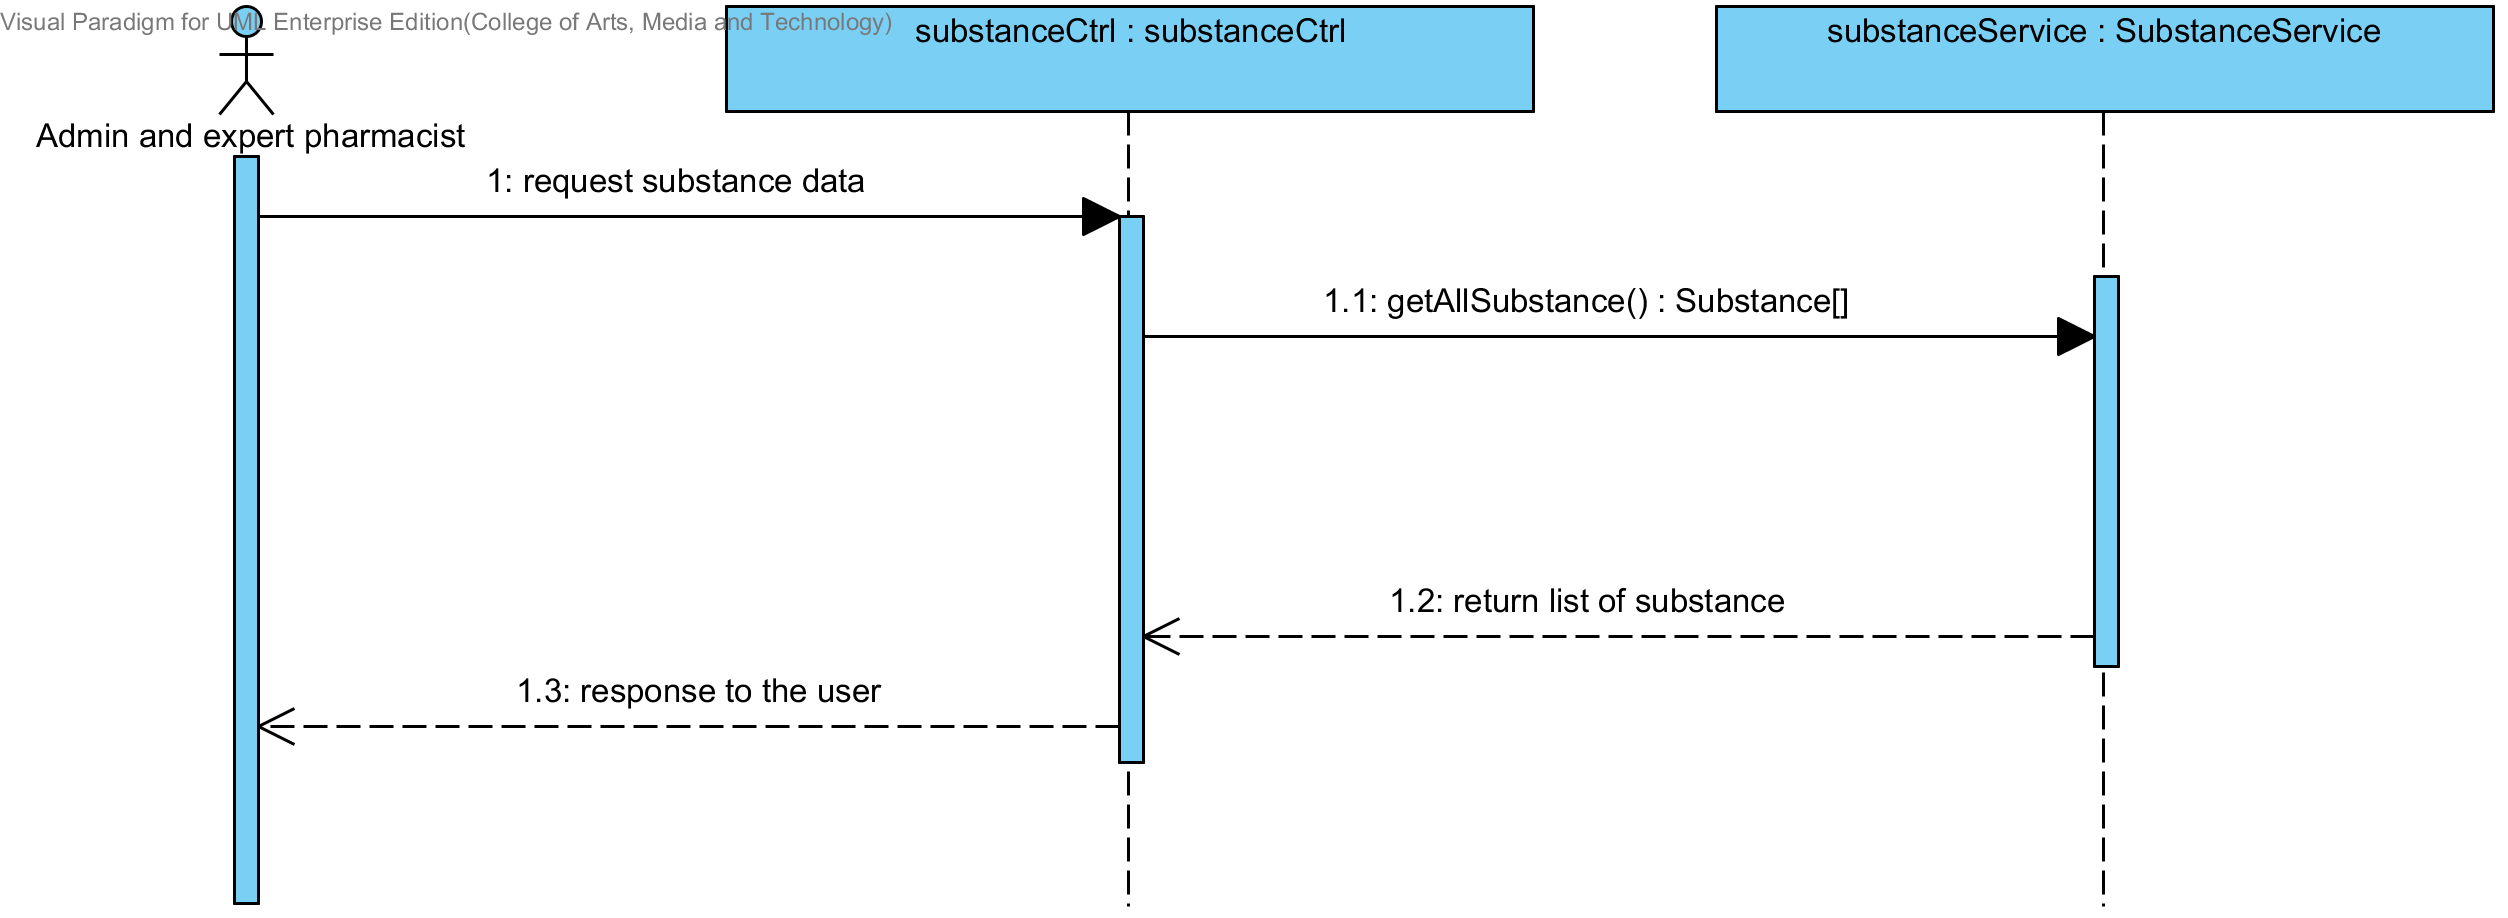 Visual Paradigm for UML Enterprise Edition(College of Arts, Media and Technology)
substanceCtrl : substanceCtrl
substanceService : SubstanceService
Admin and expert pharmacist
1: request substance data
1.1: getAllSubstance() : Substance[]
1.2: return list of substance
1.3: response to the user